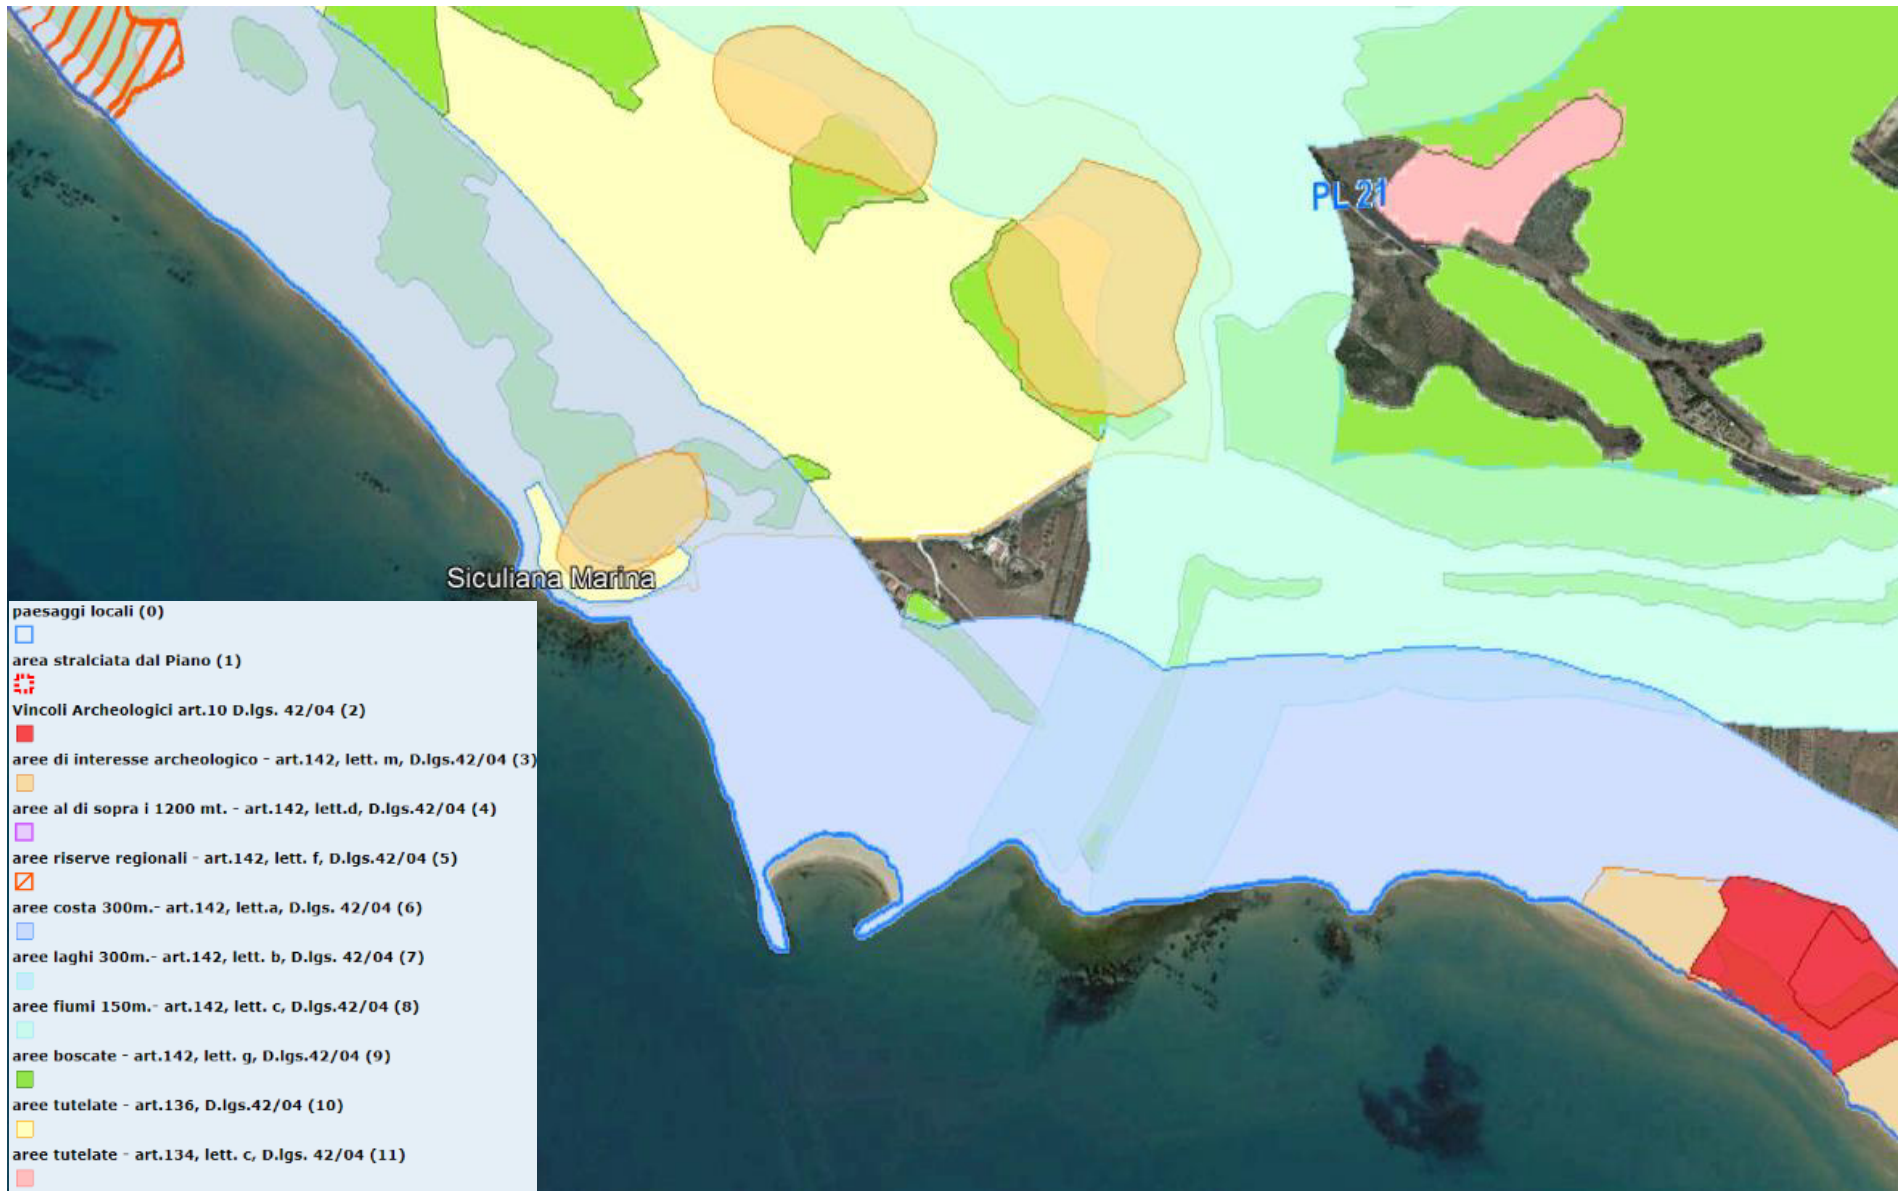 PL 21
Siculiana Marina
paesaggi locali (0)
area stralciata dal Piano (1)
Vincoli Archeologici art.10 D.lgs. 42/04 (2)
aree di interesse archeologico - art.142, lett. m, D.lgs.42/04 (3)
aree al di sopra i 1200 mt. - art.142, lett.d, D.lgs.42/04 (4)
aree riserve regionali - art.142, lett. f, D.lgs.42/04 (5)
aree costa 300m.- art.142, lett.a, D.lgs. 42/04 (6)
aree laghi 300m.- art.142, lett. b, D.lgs. 42/04 (7)
aree fiumi 150m.- art.142, lett. c, D.lgs.42/04 (8)
aree boscate - art.142, lett. g, D.lgs.42/04 (9)
aree tutelate - art.136, D.lgs.42/04 (10)
aree tutelate - art.134, lett. c, D.lgs. 42/04 (11)